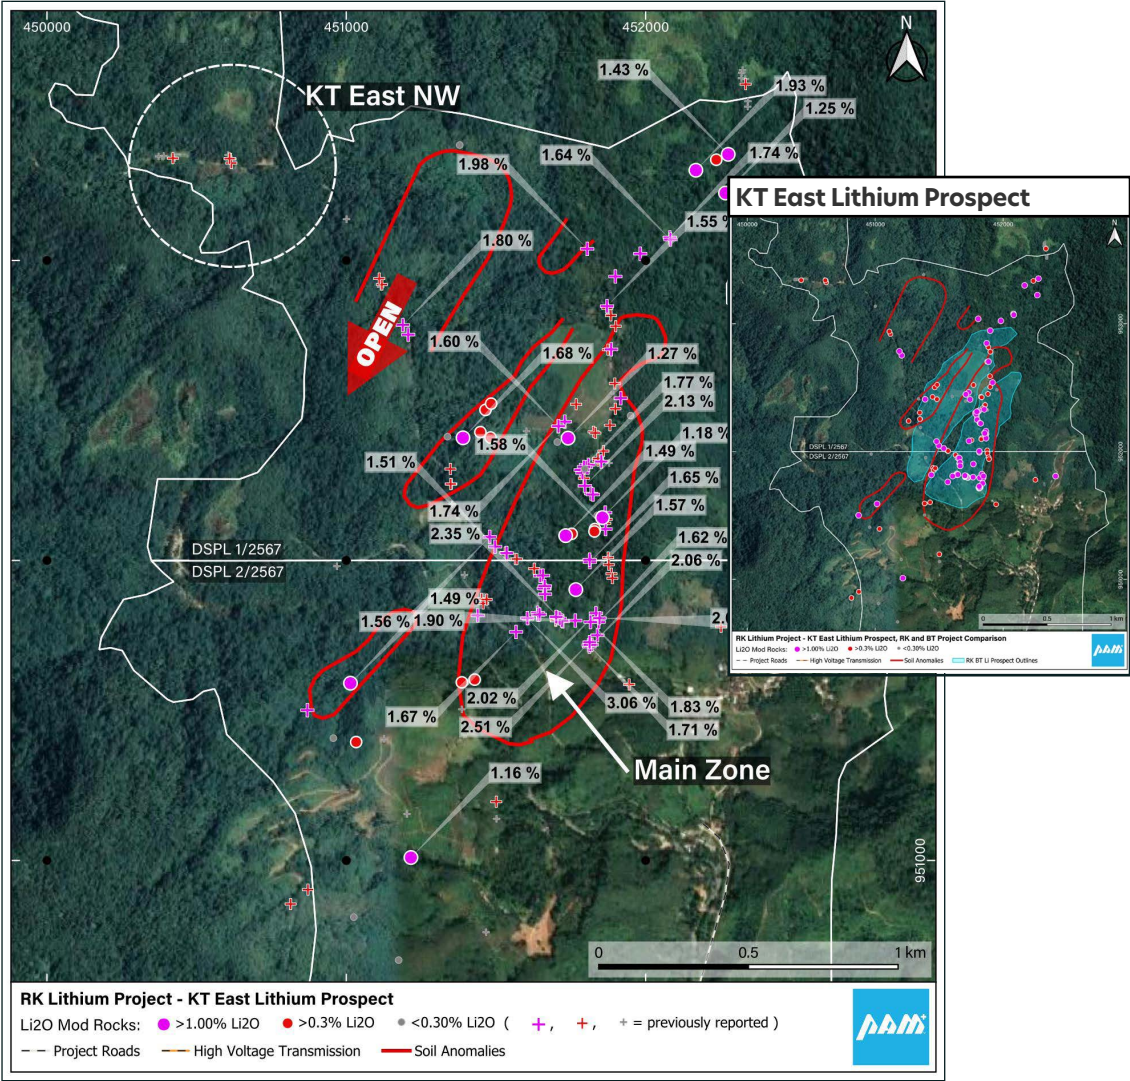 450000
451000
452000
N
1.43 %
KT East NW
1.93 %
1.25 %
1.98 %
1.64 %
1.74 %
1.55
1.80 %
OPEN
1.60 %
1.68 %
1.27 %
1.77 %
2.13 %
1.18 %
1.58 %
1.49 %
1.51 %
1.65 %
1.74 %
1.57 %
2.35 %
1.62 %
DSPL 1/2567
DSPL 2/2567
2.06 %
1.49 %
1.56 %
1.90 %
2.02 %
3.06 %
1.83 %
1.67 %
2.51 %
1.71 %
Main Zone
1.16 %
951000
0
0.5
1 km
RK Lithium Project - KT East Lithium Prospect
Li2O Mod Rocks: >1.00% Li2O >0.3% Li2O <0.30% Li2O ( + , + , + = previously reported )
Project Roads High Voltage Transmission Soil Anomalies
PAM+
KT East Lithium Prospect
450000
451000
452000
N
DSPL 1/2567
DSPL 2/2567
0
0.5
1 km
RK Lithium Project - KT East Lithium Prospect, RK and BT Project Comparison
Li2O Mod Rocks: >1.00% Li2O >0.3% Li2O <0.30% Li2O
Project Roads High Voltage Transmission Soil Anomalies RK BT Li Prospect Outlines
PAM+